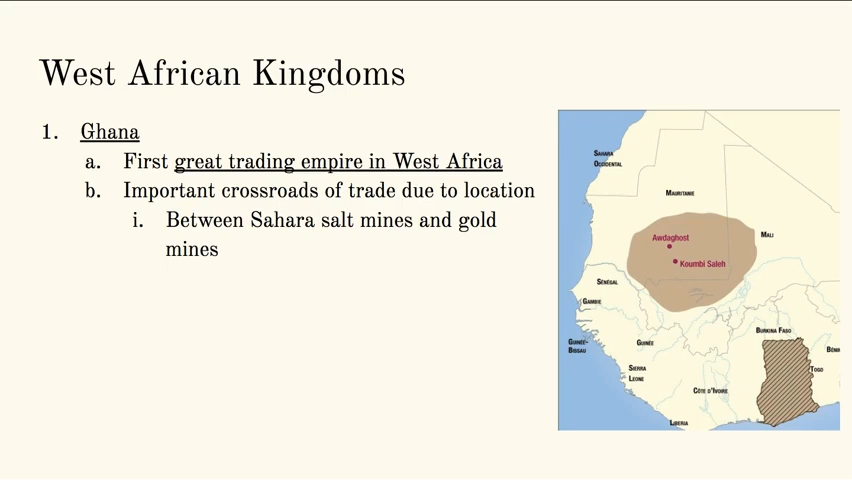 West African Kingdoms
1. Ghana
a. First great trading empire in West Africa
b. Important crossroads of trade due to location
i. Between Sahara salt mines and gold
mines
SAHARA
OCCIDENTAL
MAURITANIE
Awdaghost
MALI
Koumbi Saleh
SÉNÉGAL
GAMBIE
BURKINA FASO
GUINÉE-
BISSAU
GUINÉE
BÉNIN
SIERRA
LEONE
TOGO
CÔTE D'IVOIRE
LIBERIA